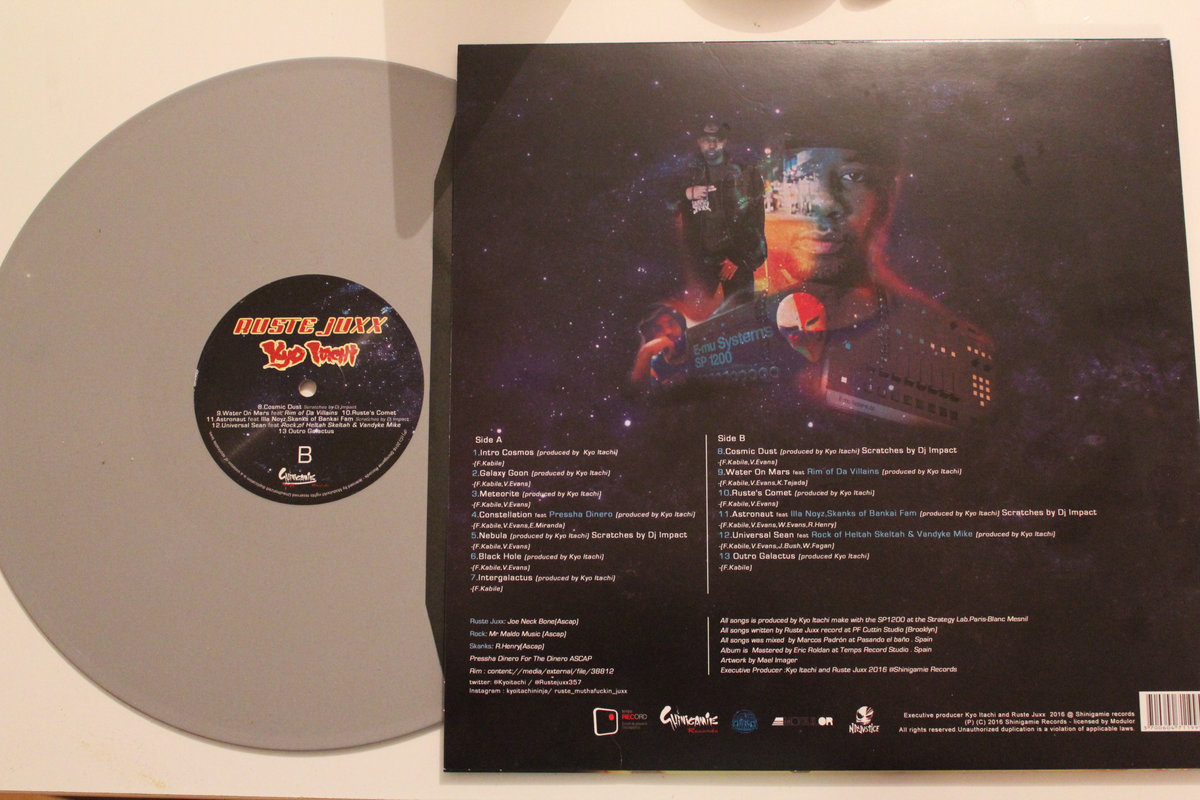 RUSTE JUXX
Kyo Itachi
8.Cosmic Dust Scratches by Dj Impact
9.Water On Mars feat Rim of Da Villains 10.Ruste's Comet
11.Astronaut feat Illa Noyz,Skanks of Bankai Fam Scratches by Dj Impact
12.Universal Sean feat Rock of Heltah Skeltah & Vandyke Mike
13 Outro Galactus
B
Shinigamie
Records
E-mu Systems
SP 1200
Side A
1.Intro Cosmos (produced by Kyo Itachi)
-(F.Kabile)
2.Galaxy Goon (produced by Kyo Itachi)
-(F.Kabile,V.Evans)
3.Meteorite (produced by Kyo Itachi)
-(F.Kabile,V.Evans)
4.Constellation feat Pressha Dinero (produced by Kyo Itachi)
-(F.Kabile,V.Evans,E.Miranda)
5.Nebula (produced by Kyo Itachi) Scratches by Dj Impact
-(F.Kabile,V.Evans)
6.Black Hole (produced by Kyo Itachi)
-(F.Kabile,V.Evans)
7.Intergalactus (produced by Kyo Itachi)
-(F.Kabile)
Side B
8.Cosmic Dust (produced by Kyo Itachi) Scratches by Dj Impact
-(F.Kabile,V.Evans)
9.Water On Mars feat Rim of Da Villains (produced by Kyo Itachi)
-(F.Kabile,V.Evans,K.Tejada)
10.Ruste's Comet (produced by Kyo Itachi)
-(F.Kabile,V.Evans)
11.Astronaut feat Illa Noyz,Skanks of Bankai Fam (produced by Kyo Itachi) Scratches by Dj Impact
-(F.Kabile,V.Evans,W.Evans,R.Henry)
12.Universal Sean feat Rock of Heltah Skeltah & Vandyke Mike (produced by Kyo Itachi)
-(F.Kabile,V.Evans,J.Bush,W.Fagan)
13 Outro Galactus (produced Kyo Itachi)
-(F.Kabile)
Ruste Juxx: Joe Neck Bone(Ascap)
Rock: Mr Maldo Music (Ascap)
Skanks: R.Henry(Ascap)
Pressha Dinero For The Dinero ASCAP
Rim : content://media/external/file/38812
twitter: @Kyoitachi / @Rustejuxx357
Instagram : kyoitachininja/ ruste_muthafuckin_juxx
All songs is produced by Kyo Itachi make with the SP1200 at the Strategy Lab.Paris-Blanc Mesnil
All songs written by Ruste Juxx record at PF Cuttin Studio (Brooklyn)
All songs was mixed by Marcos Padrón at Pasando el baño . Spain
Album is Mastered by Eric Roldan at Temps Record Studio . Spain
Artwork by Mael Imager
Executive Producer :Kyo Itachi and Ruste Juxx 2016 @Shinigamie Records
RECORD
Shinigamie
Records
MODULOR
NINJUSTICE
Executive producer Kyo Itachi and Ruste Juxx 2016 @ Shinigamie records
(P) (C) 2016 Shinigamie Records - licensed by Modulor
All rights reserved.Unauthorized duplication is a violation of applicable laws.